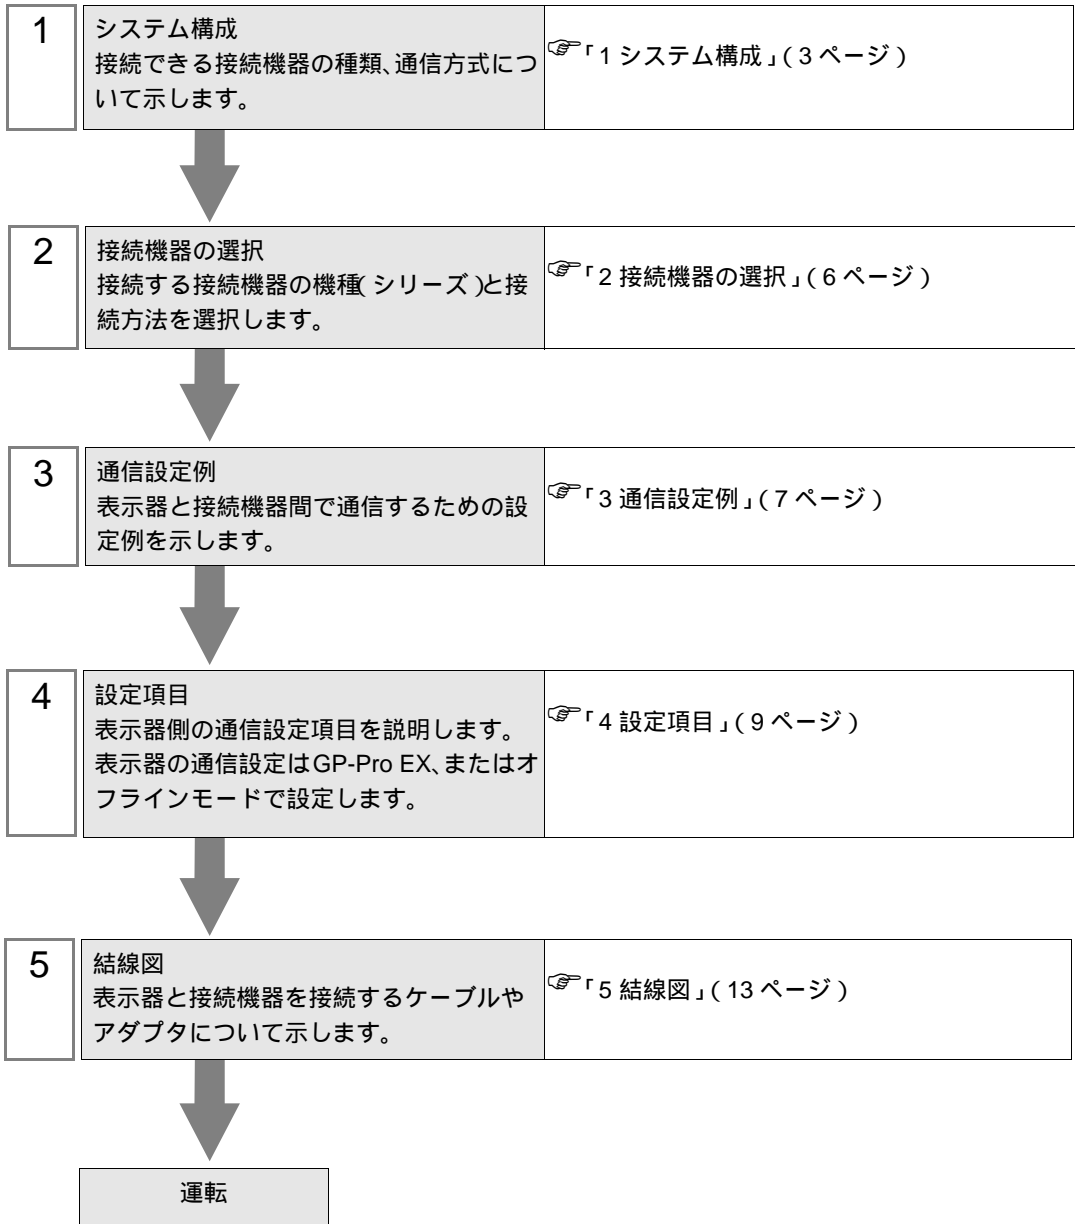 1
システム構成
接続できる接続機器の種類、通信方式につ
いて示します。
☞「1 システム構成」(3 ページ)
2
接続機器の選択
接続する接続機器の機種(シリーズ)と接
続方法を選択します。
☞「2 接続機器の選択」(6 ページ)
3
通信設定例
表示器と接続機器間で通信するための設
定例を示します。
☞「3 通信設定例」(7 ページ)
4
設定項目
表示器側の通信設定項目を説明します。
表示器の通信設定はGP-Pro EX、またはオ
フラインモードで設定します。
☞「4 設定項目」(9 ページ)
5
結線図
表示器と接続機器を接続するケーブルや
アダプタについて示します。
☞「5 結線図」(13 ページ)
運転